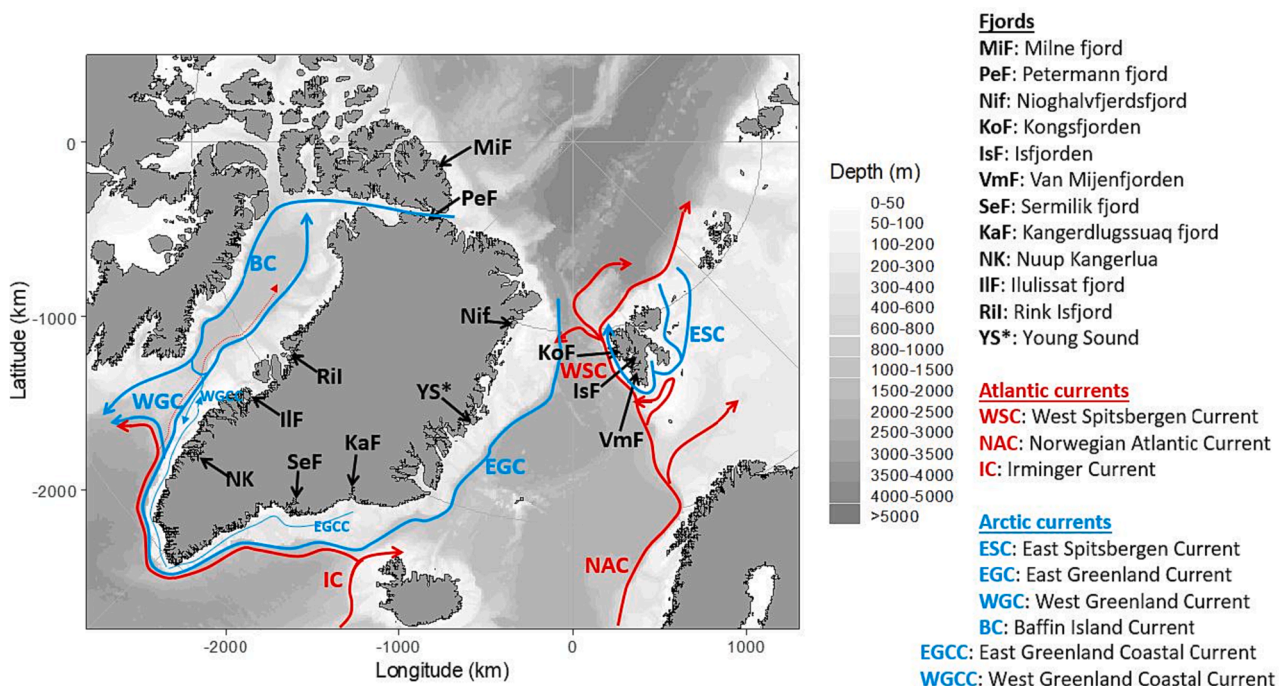 MiF
PeF
BC
Nif
ESC
KoF
WSC
IsF
RiI
WGC
WGCC
YS*
IlF
VmF
KaF
SeF
EGC
NK
EGCC
IC
NAC
0
-1000
-2000
Latitude (km)
-2000
-1000
0
1000
Longitude (km)
Depth (m)
0-50
50-100
100-200
200-300
300-400
400-600
600-800
800-1000
1000-1500
1500-2000
2000-2500
2500-3000
3000-3500
3500-4000
4000-5000
>5000
Fjords
MiF: Milne fjord
PeF: Petermann fjord
Nif: Nioghalvfjerdsfjord
KoF: Kongsfjorden
IsF: Isfjorden
VmF: Van Mijenfjorden
SeF: Sermilik fjord
KaF: Kangerdlugssuaq fjord
NK: Nuup Kangerlua
IlF: Ilulissat fjord
RiI: Rink Isfjord
YS*: Young Sound
Atlantic currents
WSC: West Spitsbergen Current
NAC: Norwegian Atlantic Current
IC: Irminger Current
Arctic currents
ESC: East Spitsbergen Current
EGC: East Greenland Current
WGC: West Greenland Current
BC: Baffin Island Current
EGCC: East Greenland Coastal Current
WGCC: West Greenland Coastal Current